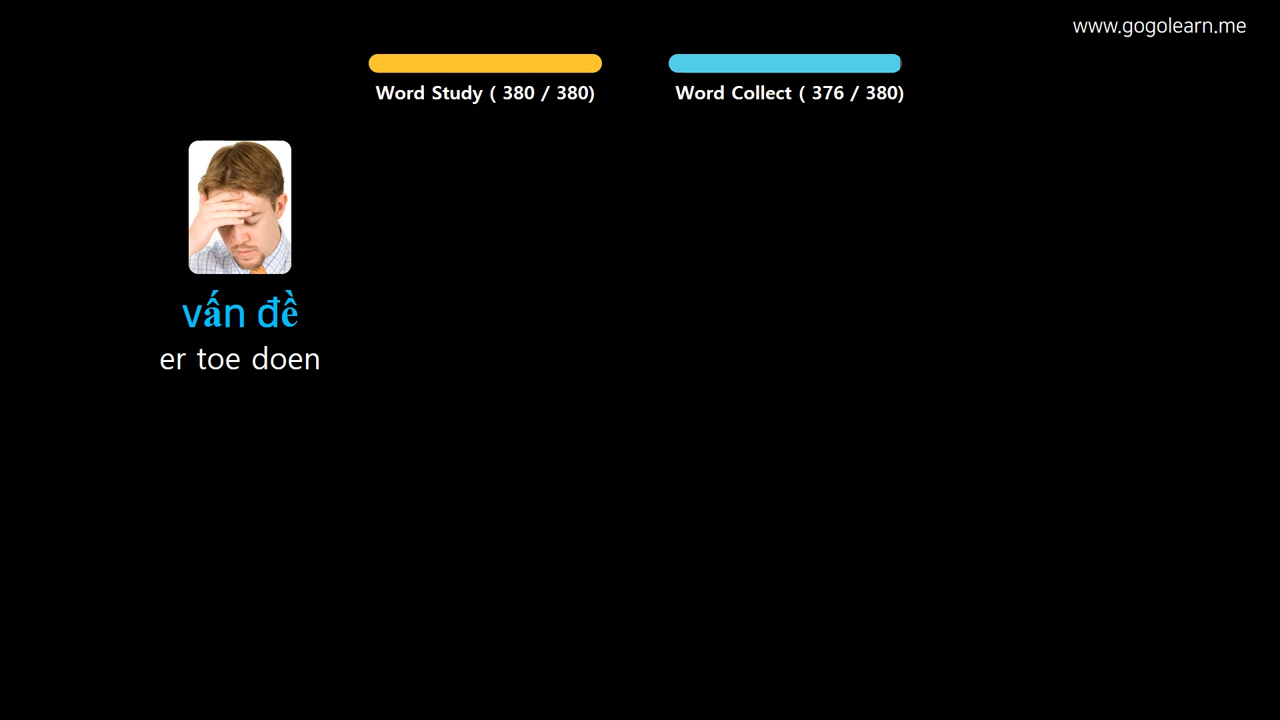 www.gogolearn.me
Word Study ( 380 / 380)
Word Collect ( 376 / 380)
vấn đề
er toe doen